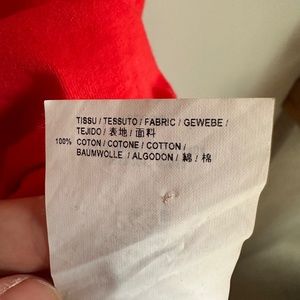 TISSU / TESSUTO / FABRIC / GEWEBE /
TEJIDO / 表地 / 面料
100% COTON / COTONE / COTTON /
BAUMWOLLE / ALGODON / 綿 / 棉